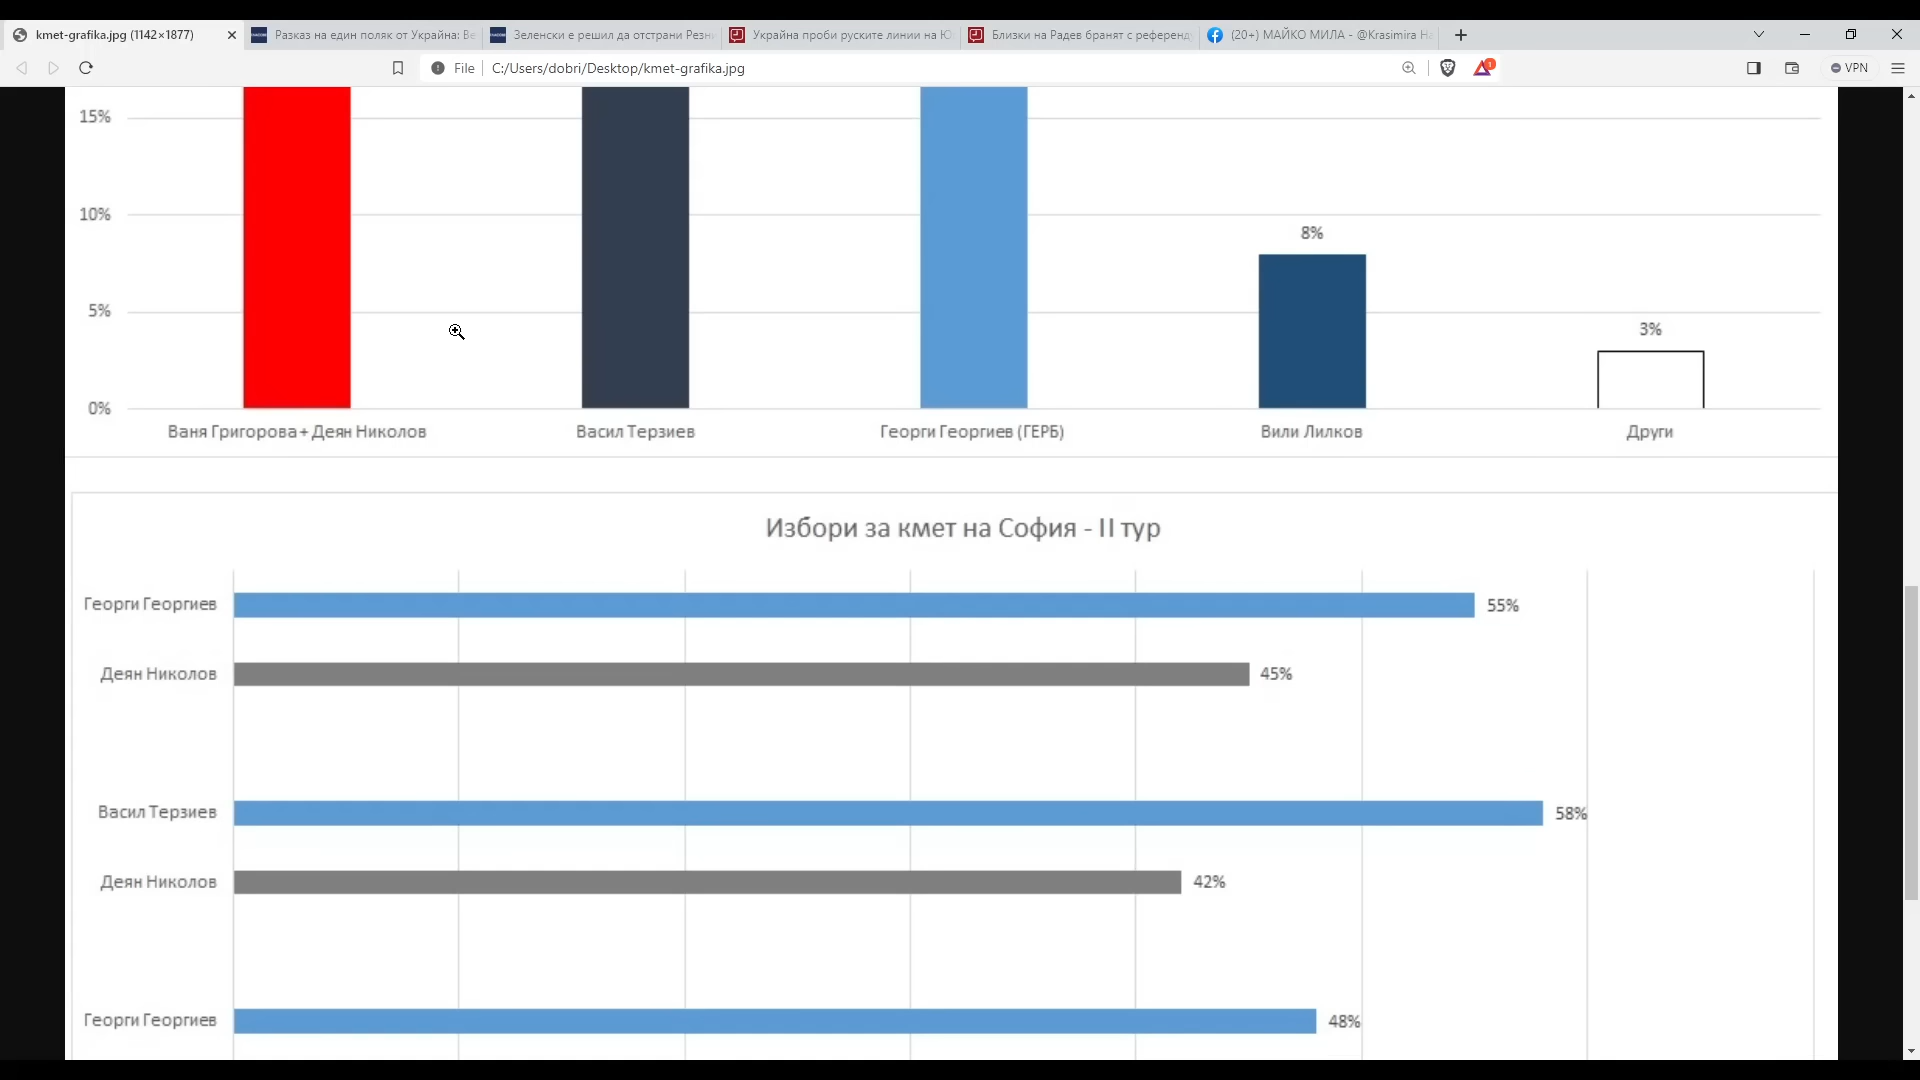 kmet-grafika.jpg (1142×1877)
Разказ на един поляк от Украйна: Ве
Зеленски е решил да отстрани Резни
Украйна проби руските линии на Ю
Близки на Радев бранят с референд
(20+) МАЙКО МИЛА - @Krasimira Ha
File
C:/Users/dobri/Desktop/kmet-grafika.jpg
1
VPN
15%
10%
5%
0%
8%
3%
Ваня Григорова + Деян Николов
Васил Терзиев
Георги Георгиев (ГЕРБ)
Вили Лилков
Други
Избори за кмет на София - II тур
Георги Георгиев 55%
Деян Николов 45%
Васил Терзиев 58%
Деян Николов 42%
Георги Георгиев 48%